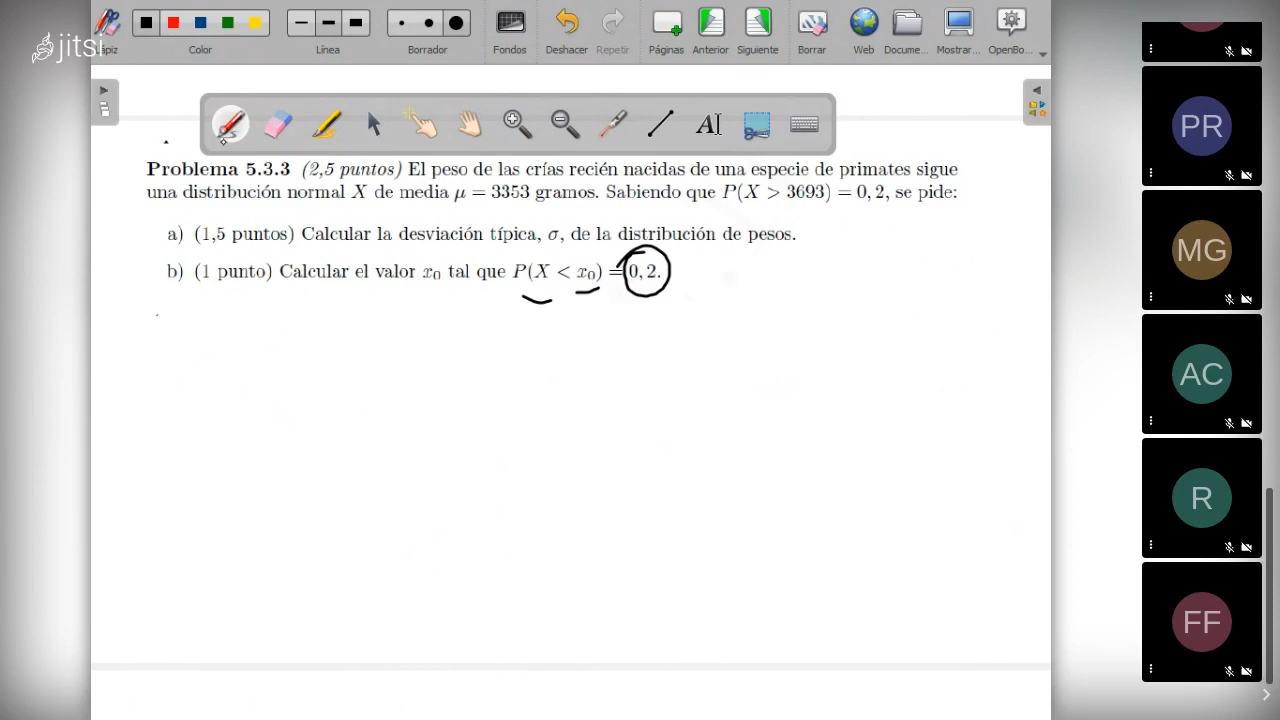 jitsi
Color
Línea
Borrador
Fondos
Deshacer
Repetir
Páginas
Anterior
Siguiente
Borrar
Web
Docume...
Mostrar...
OpenBo...
Problema 5.3.3 (2,5 puntos) El peso de las crías recién nacidas de una especie de primates sigue
una distribución normal X de media μ = 3353 gramos. Sabiendo que P(X > 3693) = 0, 2, se pide:
a) (1,5 puntos) Calcular la desviación típica, σ, de la distribución de pesos.
b) (1 punto) Calcular el valor x₀ tal que P(X < x₀) = 0, 2.
PR
MG
AC
R
FF